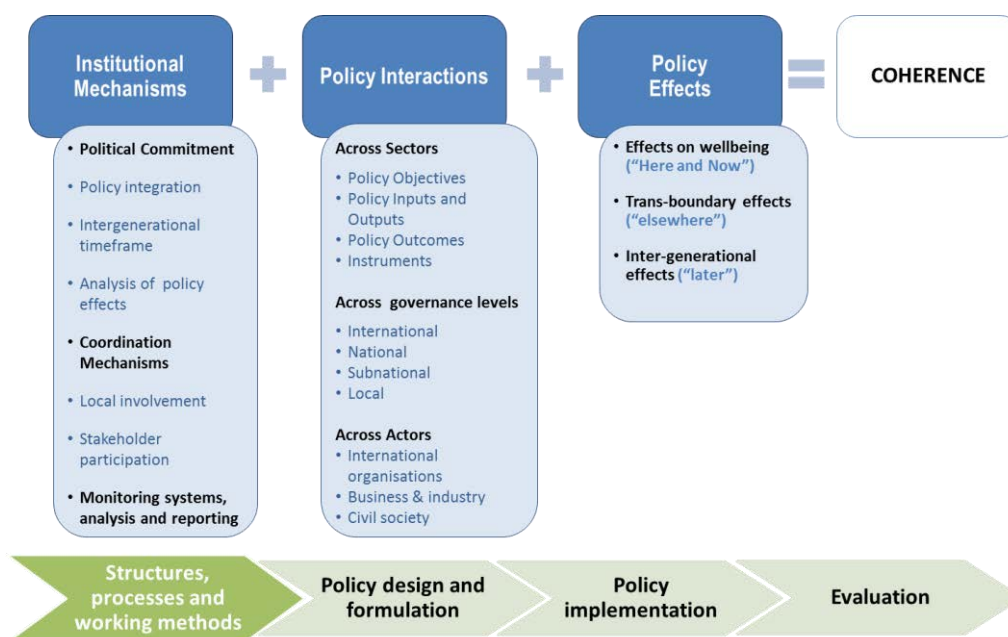 Institutional
Mechanisms
+
Policy Interactions
+
Policy
Effects
=
COHERENCE
• Political Commitment
• Policy integration
• Intergenerational
timeframe
• Analysis of policy
effects
• Coordination
Mechanisms
• Local involvement
• Stakeholder
participation
• Monitoring systems,
analysis and reporting
Across Sectors
• Policy Objectives
• Policy Inputs and
Outputs
• Policy Outcomes
• Instruments
Across governance levels
• International
• National
• Subnational
• Local
Across Actors
• International
organisations
• Business & industry
• Civil society
• Effects on wellbeing
(“Here and Now”)
• Trans-boundary effects
(“elsewhere”)
• Inter-generational
effects (“later”)
Structures,
processes and
working methods
Policy design and
formulation
Policy
implementation
Evaluation